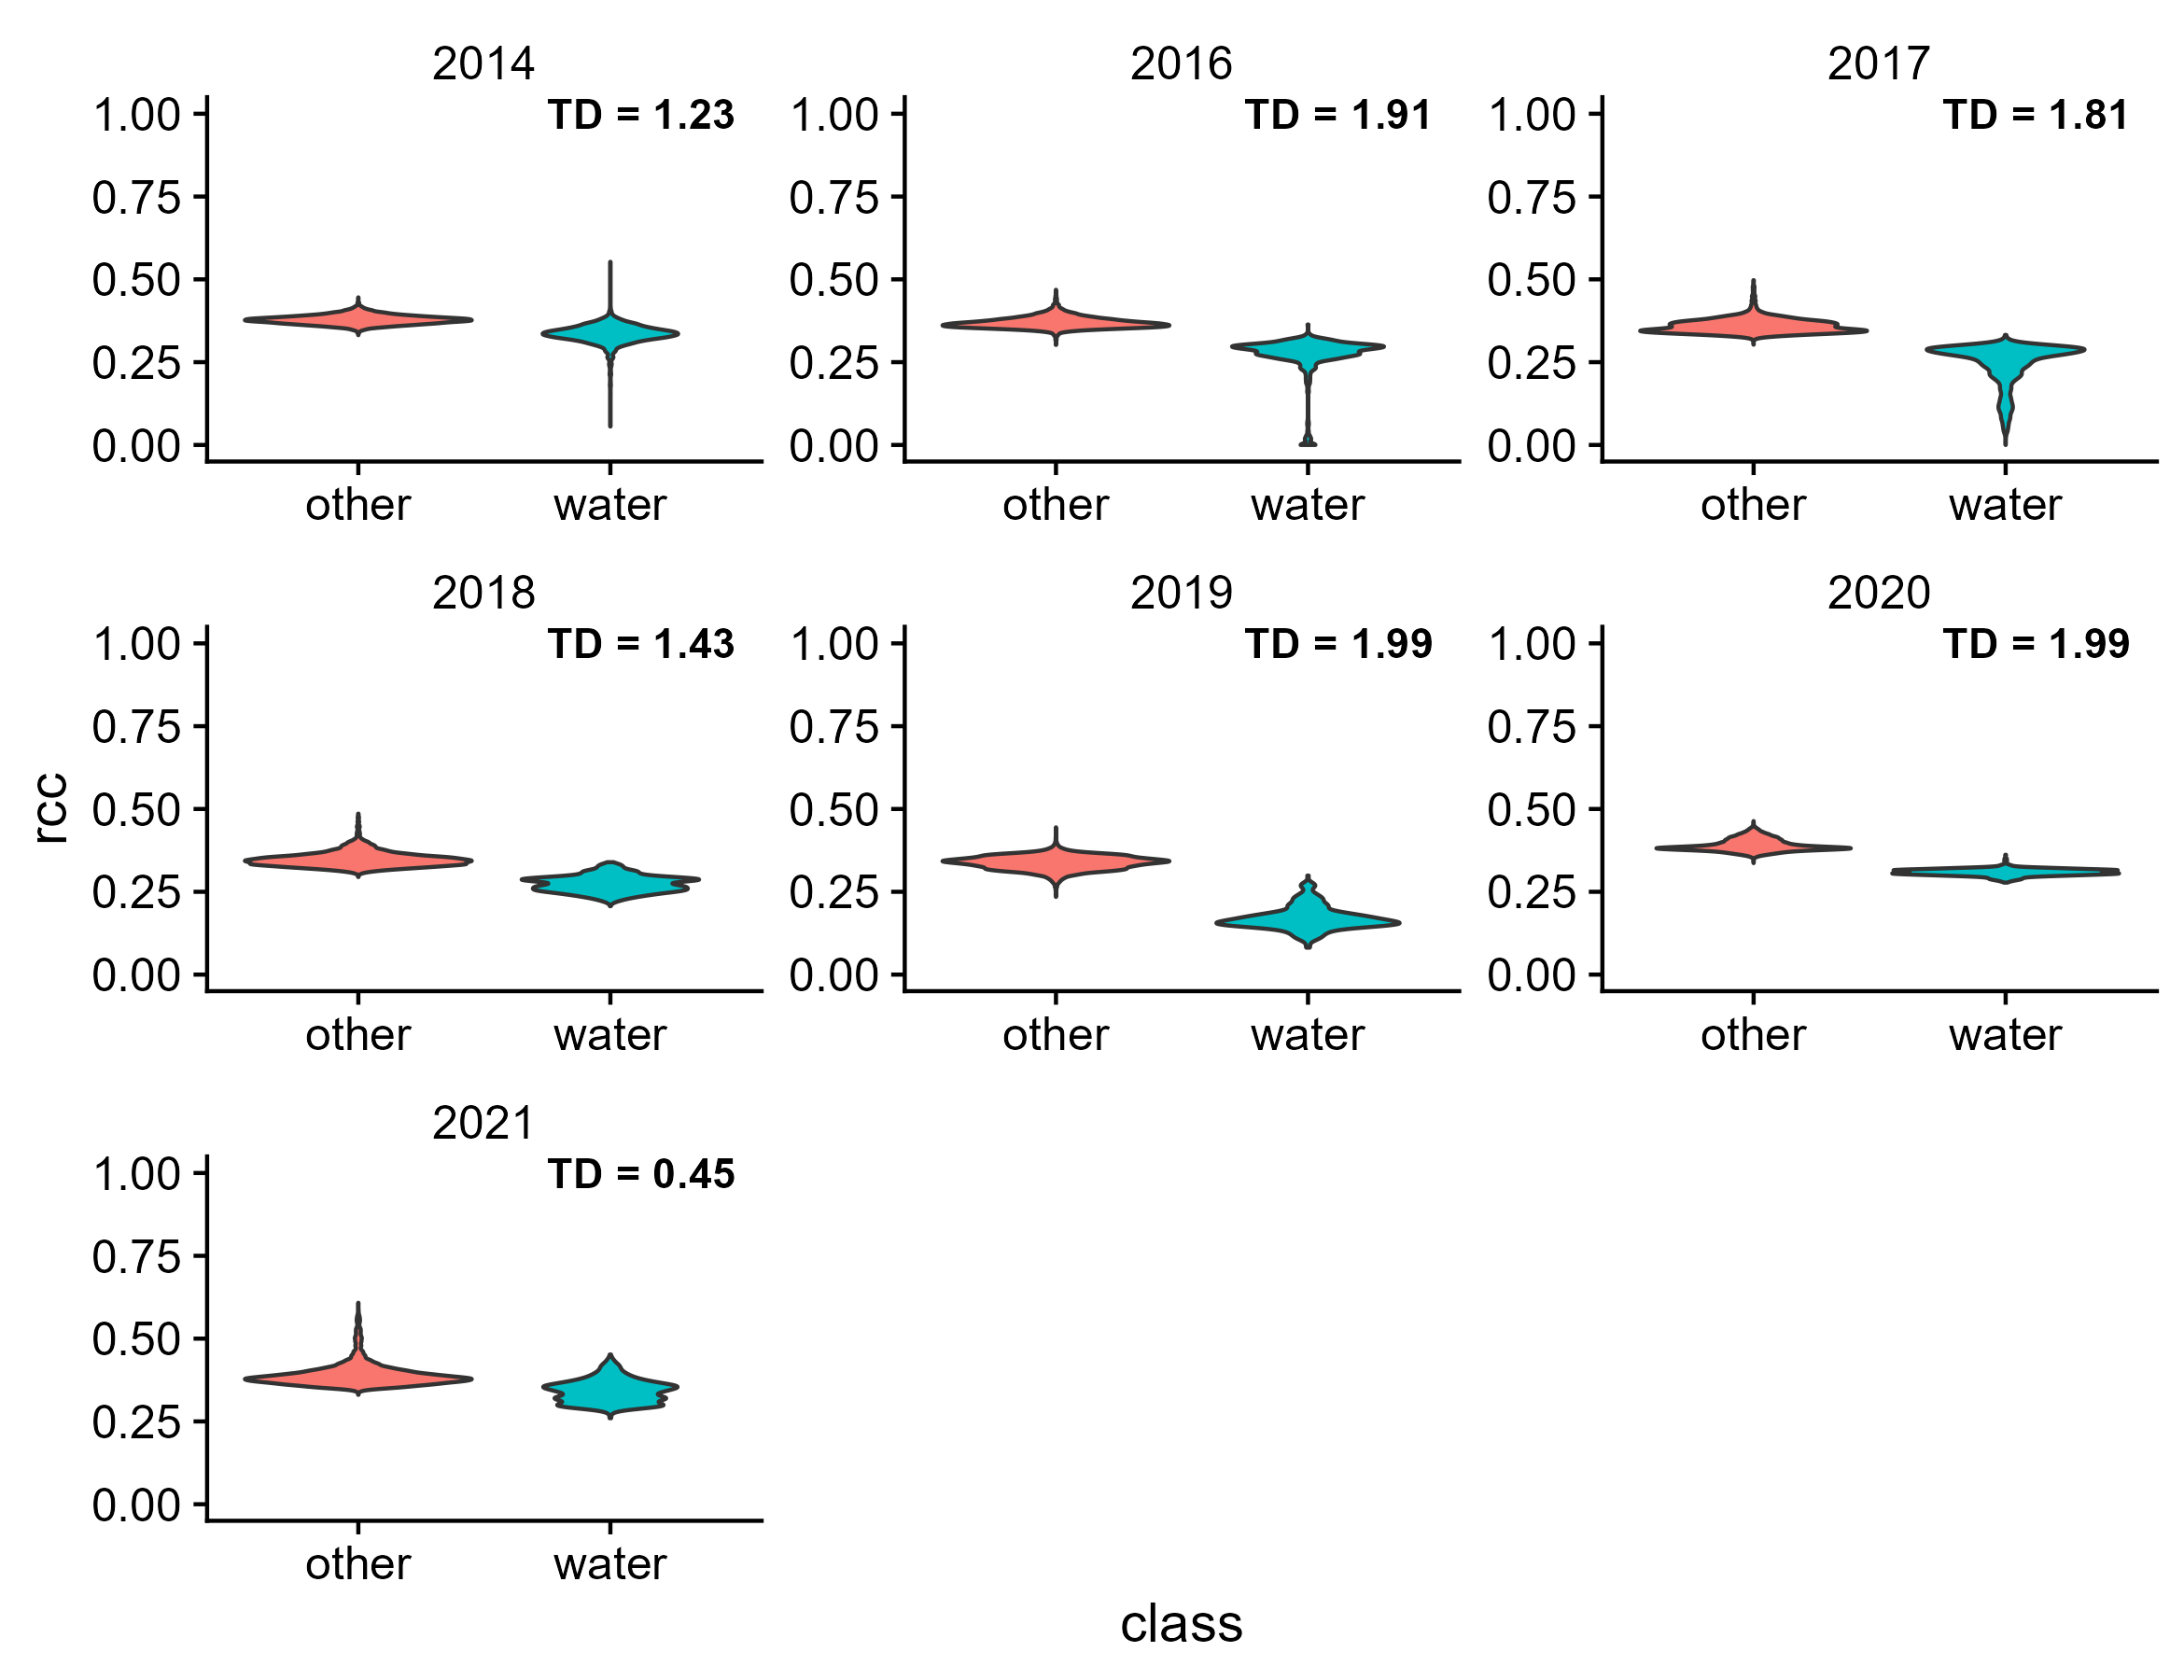 2014 2016 2017
1.00 TD = 1.23 1.00 TD = 1.91 1.00 TD = 1.81
0.75 0.75 0.75
0.50 0.50 0.50
0.25 0.25 0.25
0.00 0.00 0.00
other water other water other water
2018 2019 2020
1.00 TD = 1.43 1.00 TD = 1.99 1.00 TD = 1.99
0.75 0.75 0.75
rcc
0.50 0.50 0.50
0.25 0.25 0.25
0.00 0.00 0.00
other water other water other water
2021
1.00 TD = 0.45
0.75
0.50
0.25
0.00
other water
class